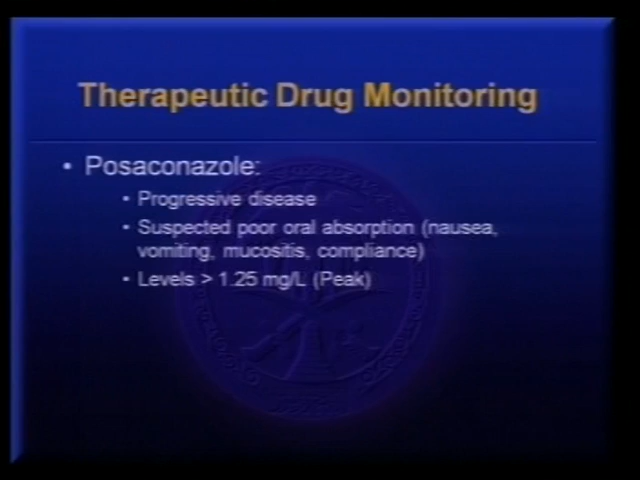 Therapeutic Drug Monitoring
• Posaconazole:
• Progressive disease
• Suspected poor oral absorption (nausea,
vomiting, mucositis, compliance)
• Levels > 1.25 mg/L (Peak)